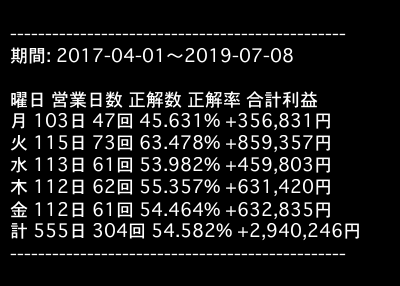 ------------------------------------------------
期間: 2017-04-01〜2019-07-08
曜日 営業日数 正解数 正解率 合計利益
月 103日 47回 45.631% +356,831円
火 115日 73回 63.478% +859,357円
水 113日 61回 53.982% +459,803円
木 112日 62回 55.357% +631,420円
金 112日 61回 54.464% +632,835円
計 555日 304回 54.582% +2,940,246円
------------------------------------------------